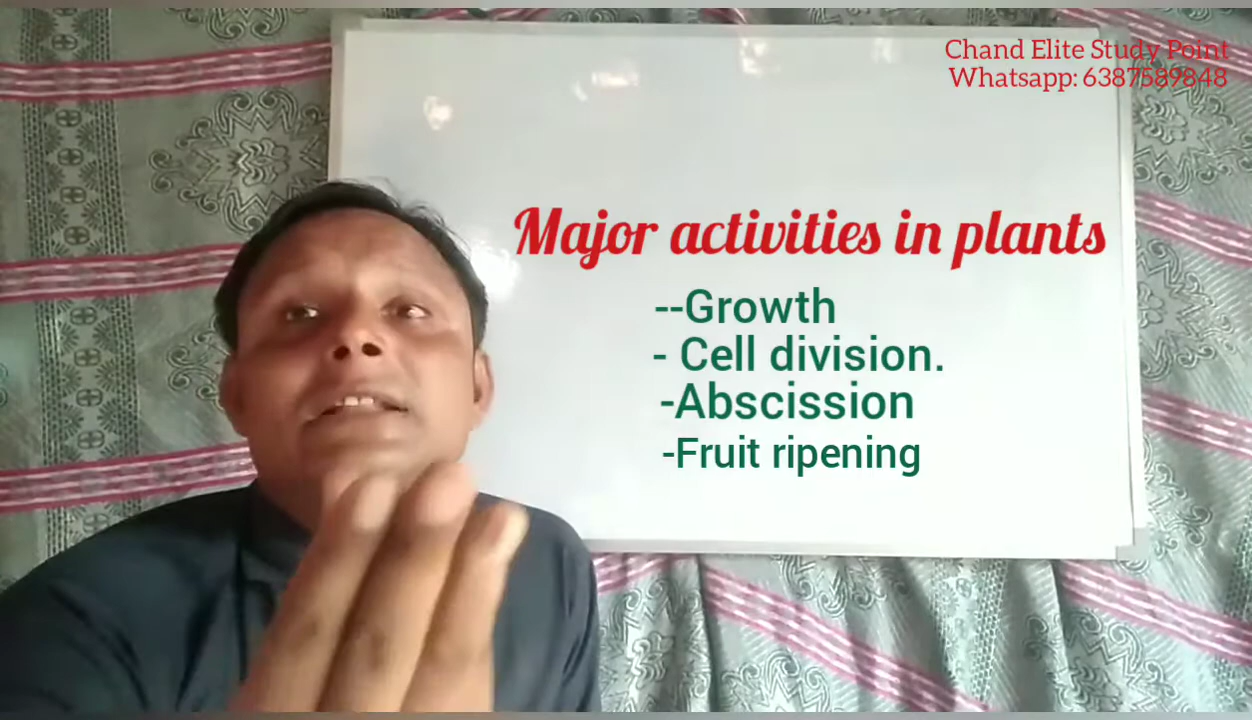 Chand Elite Study Point
Whatsapp: 6387589848
Major activities in plants
--Growth
- Cell division.
-Abscission
-Fruit ripening